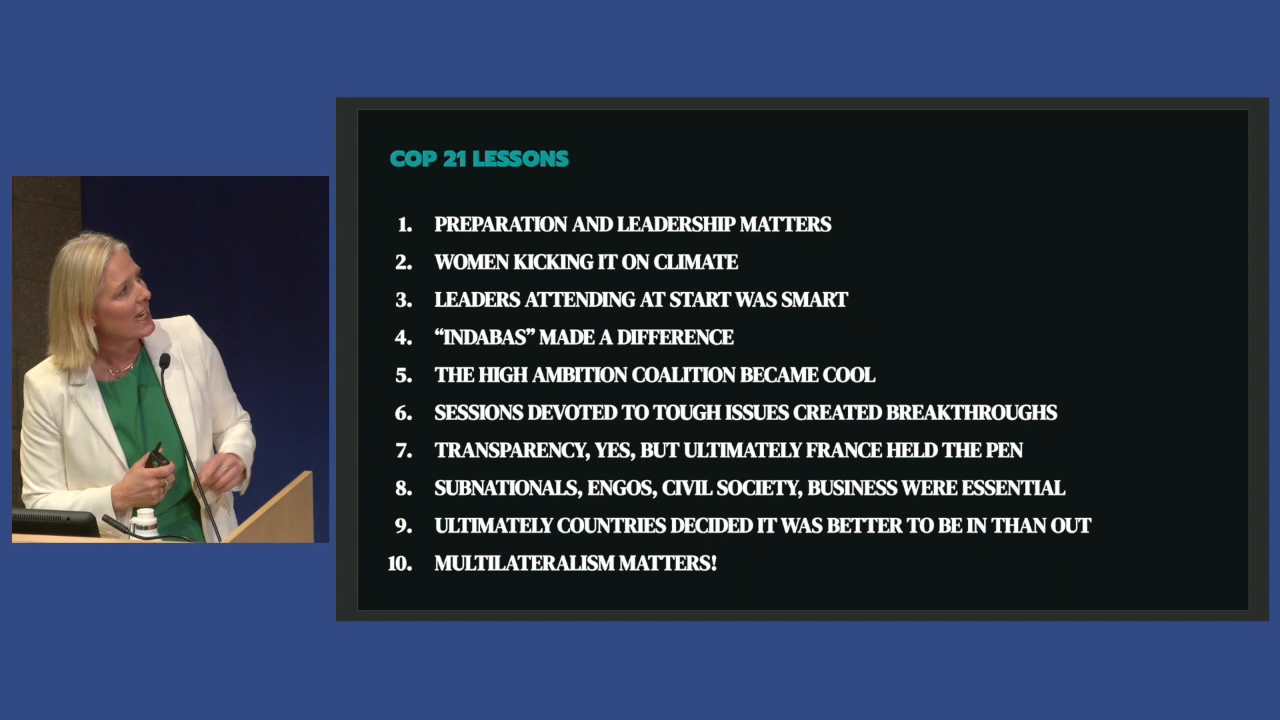 COP 21 LESSONS
1. PREPARATION AND LEADERSHIP MATTERS
2. WOMEN KICKING IT ON CLIMATE
3. LEADERS ATTENDING AT START WAS SMART
4. “INDABAS” MADE A DIFFERENCE
5. THE HIGH AMBITION COALITION BECAME COOL
6. SESSIONS DEVOTED TO TOUGH ISSUES CREATED BREAKTHROUGHS
7. TRANSPARENCY, YES, BUT ULTIMATELY FRANCE HELD THE PEN
8. SUBNATIONALS, ENGOS, CIVIL SOCIETY, BUSINESS WERE ESSENTIAL
9. ULTIMATELY COUNTRIES DECIDED IT WAS BETTER TO BE IN THAN OUT
10. MULTILATERALISM MATTERS!